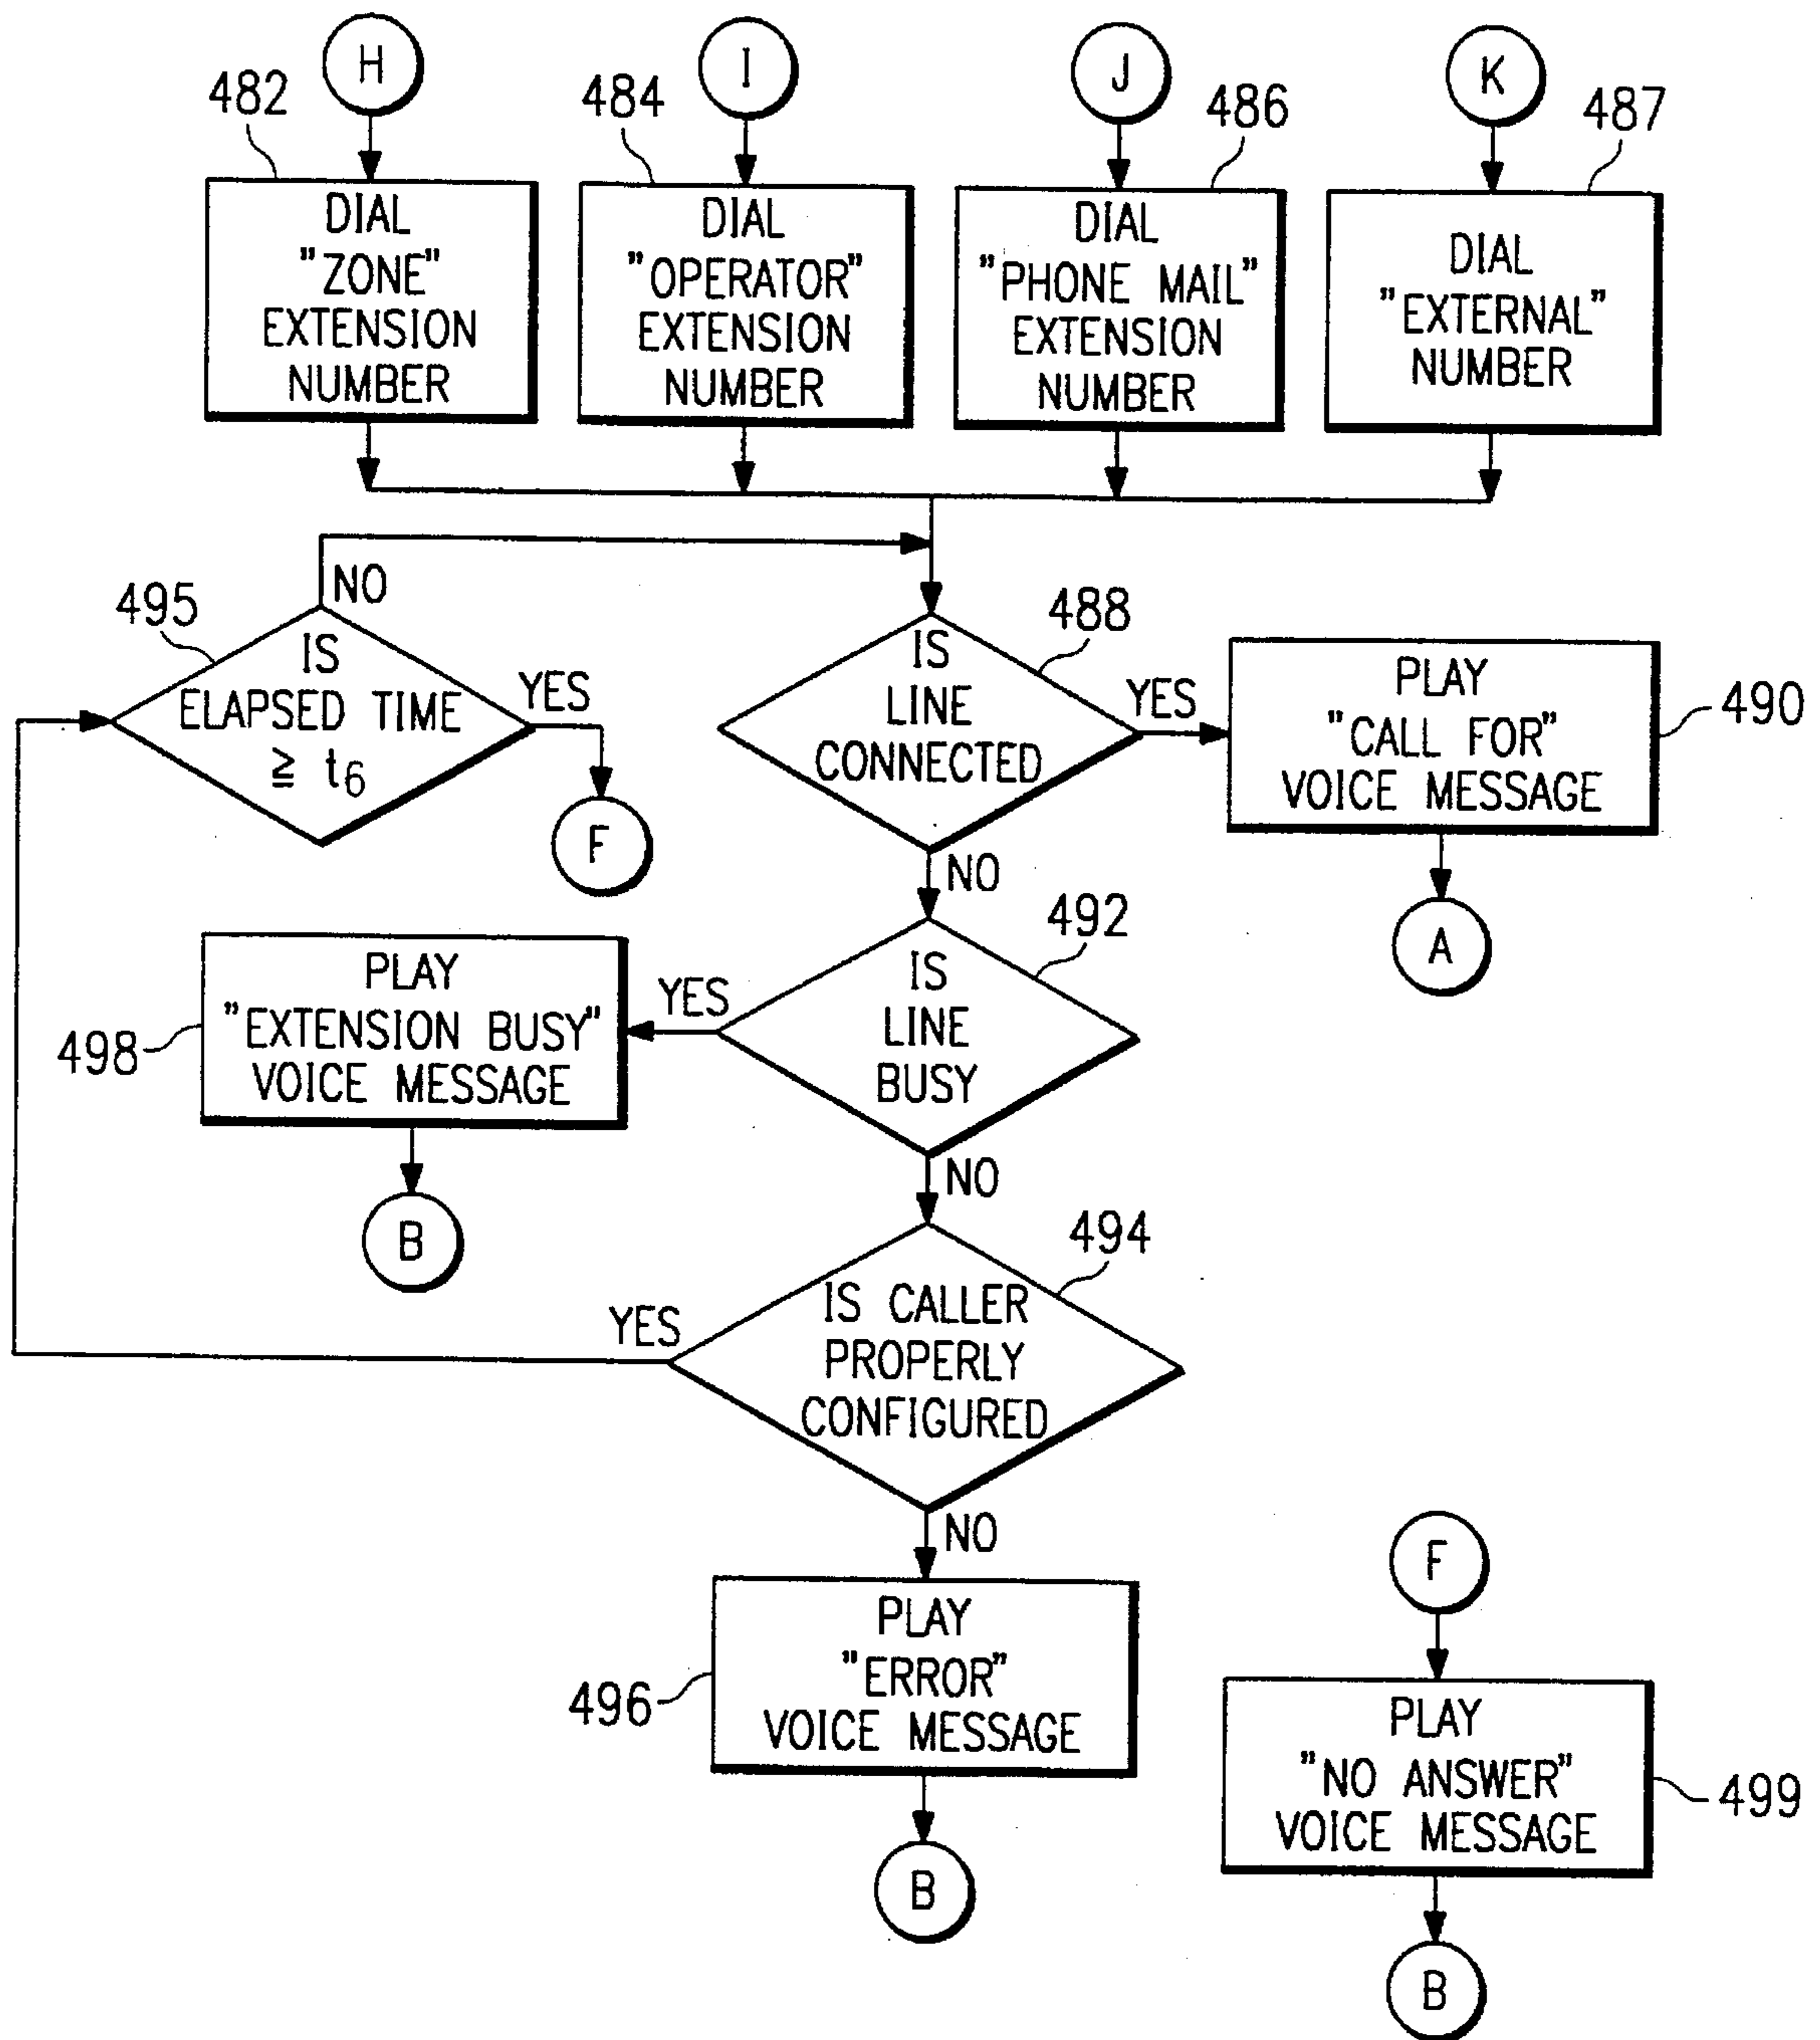 H
I
J
K
482
484
486
487
DIAL
"ZONE"
EXTENSION
NUMBER
DIAL
"OPERATOR"
EXTENSION
NUMBER
DIAL
"PHONE MAIL"
EXTENSION
NUMBER
DIAL
"EXTERNAL"
NUMBER
NO
495
IS
ELAPSED TIME
≧ t6
YES
F
488
IS
LINE
CONNECTED
YES
PLAY
"CALL FOR"
VOICE MESSAGE
490
A
NO
492
IS
LINE
BUSY
YES
PLAY
"EXTENSION BUSY"
VOICE MESSAGE
498
B
NO
494
IS CALLER
PROPERLY
CONFIGURED
YES
NO
PLAY
"ERROR"
VOICE MESSAGE
496
B
F
PLAY
"NO ANSWER"
VOICE MESSAGE
499
B